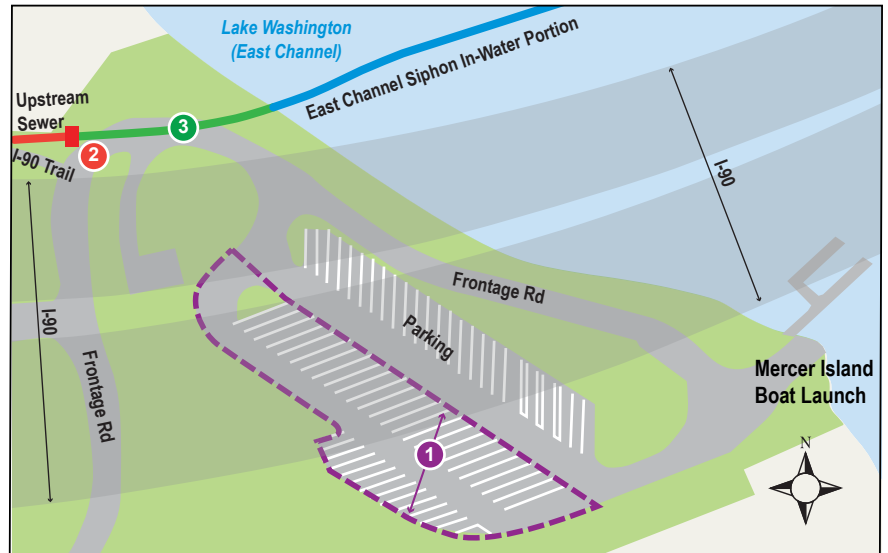 Lake Washington
(East Channel)
East Channel Siphon In-Water Portion
Upstream
Sewer
3
2
I-90 Trail
I-90
I-90
Frontage Rd
Parking
Frontage Rd
Mercer Island
Boat Launch
1
N